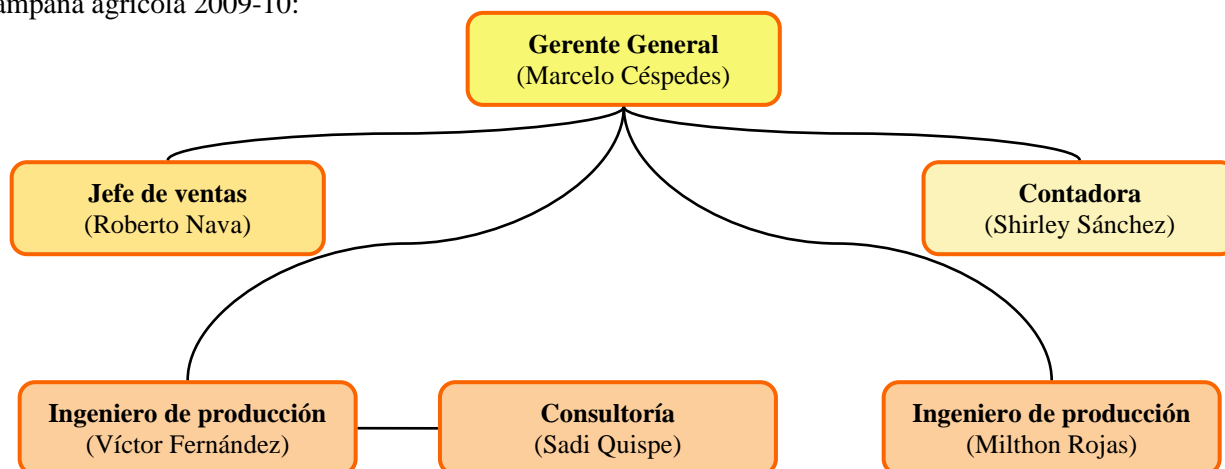 agrícola 2009-10:
Gerente General
(Marcelo Céspedes)
Jefe de ventas
(Roberto Nava)
Contadora
(Shirley Sánchez)
Ingeniero de producción
(Víctor Fernández)
Consultoría
(Sadi Quispe)
Ingeniero de producción
(Milthon Rojas)